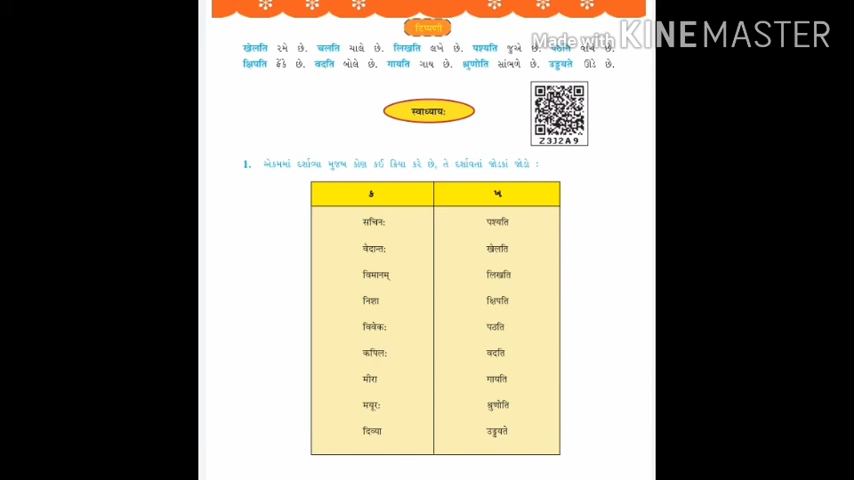 टिप्पणी
खेलति રમે છે. चलति ચાલે છે. लिखति લખે છે. पश्यति જુએ છે. पठति વાંચે છે.
क्षिपति ફેંકે છે. वदति બોલે છે. गायति ગાય છે. श्रुणोति સાંભળે છે. उड्डयते ઊડે છે.
Made with KINEMASTER
स्वाध्यायः
Z3J2A9
1. એકમમાં દર્શાવ્યા મુજબ કોણ કઈ ક્રિયા કરે છે, તે દર્શાવતાં જોડકાં જોડો :
ક ખ
सचिनः पश्यति
वेदान्तः खेलति
विमानम् लिखति
निशा क्षिपति
विवेकः पठति
कपिलः वदति
मीरा गायति
मयूरः श्रुणोति
दिव्या उड्डयते